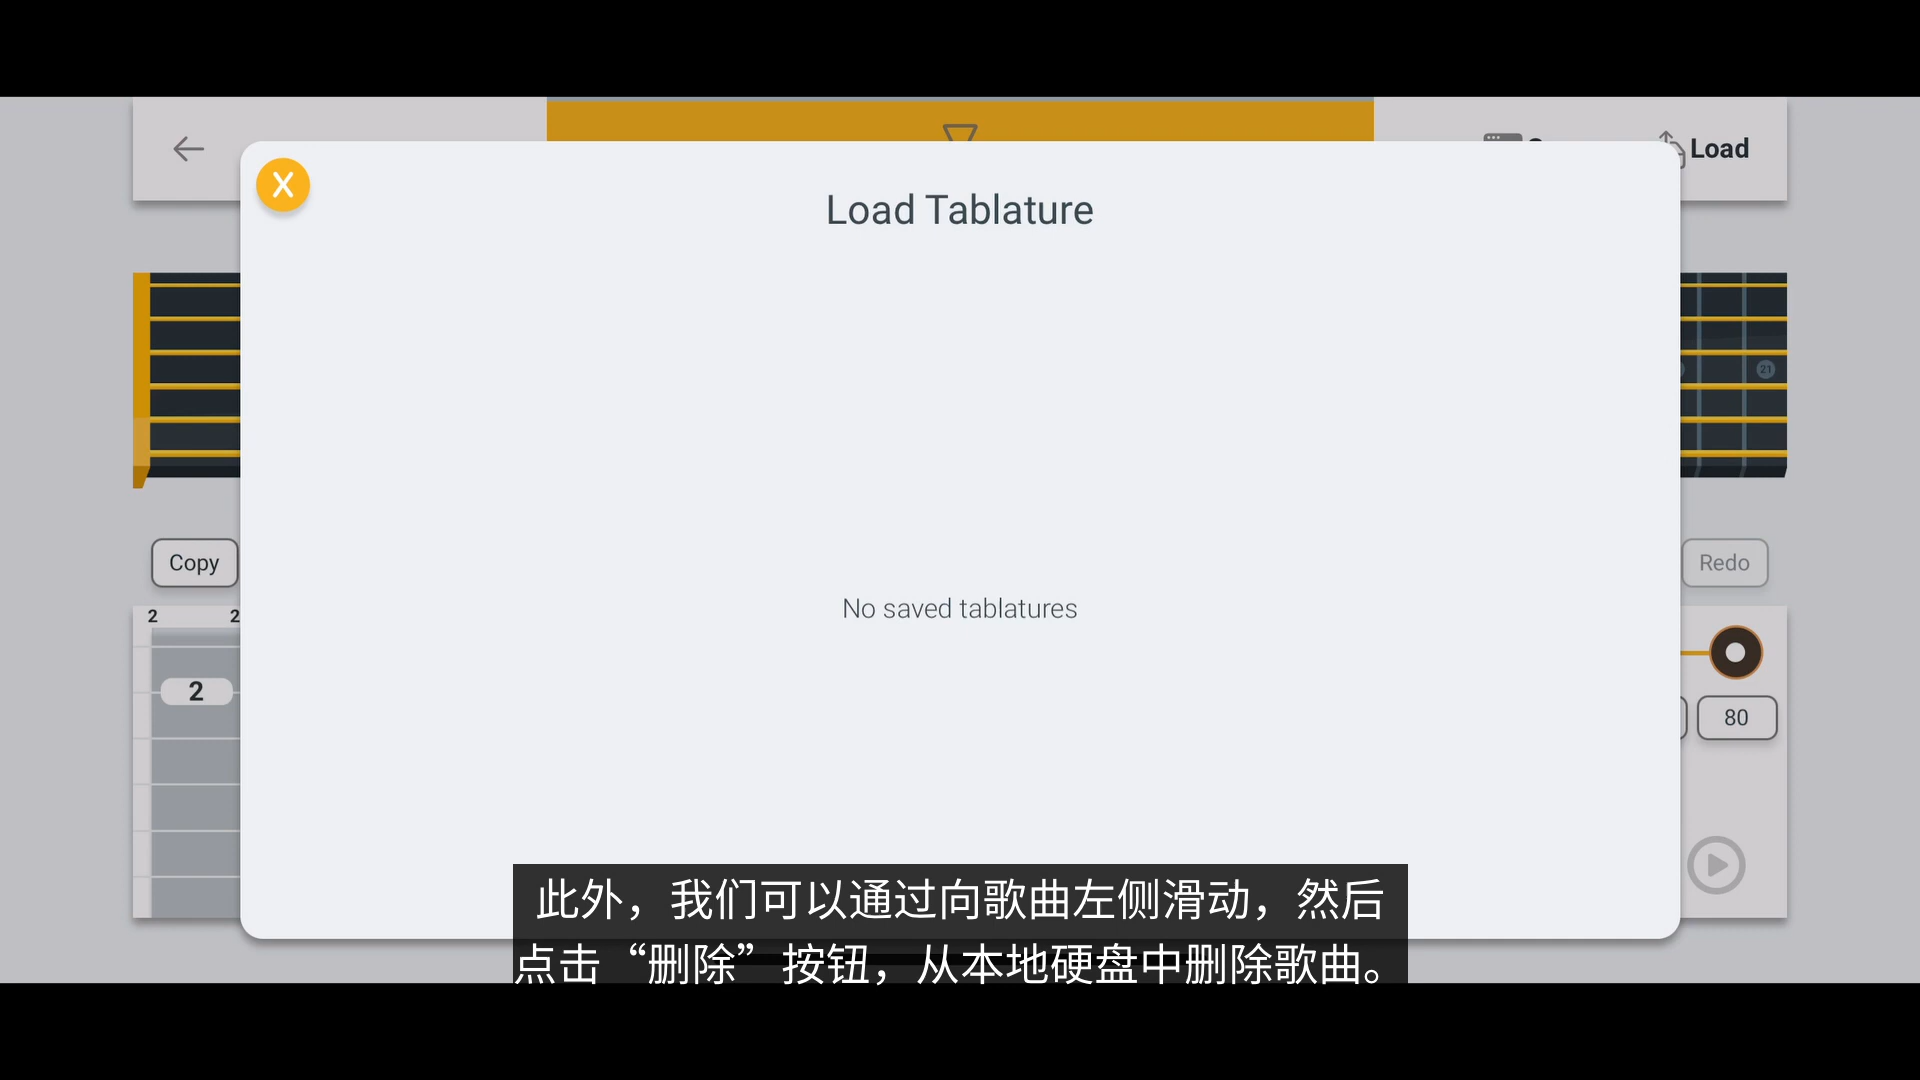 Load
X
Load Tablature
21
Copy
Redo
2 2
No saved tablatures
2
80
此外，我们可以通过向歌曲左侧滑动，然后
点击“删除”按钮，从本地硬盘中删除歌曲。